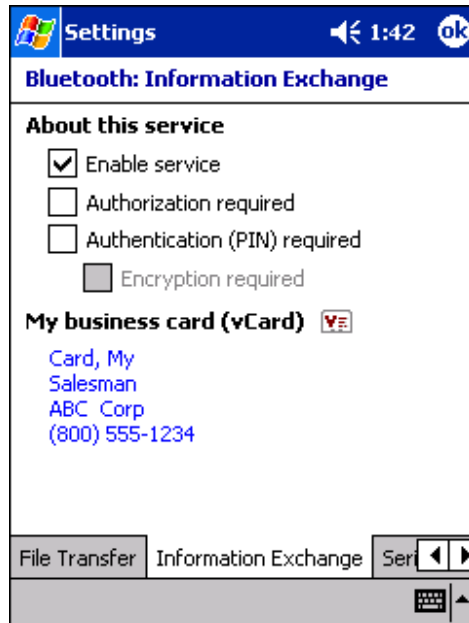 Settings 1:42 ok
Bluetooth: Information Exchange
About this service
Enable service
Authorization required
Authentication (PIN) required
Encryption required
My business card (vCard)
Card, My
Salesman
ABC Corp
(800) 555-1234
File Transfer Information Exchange Seri